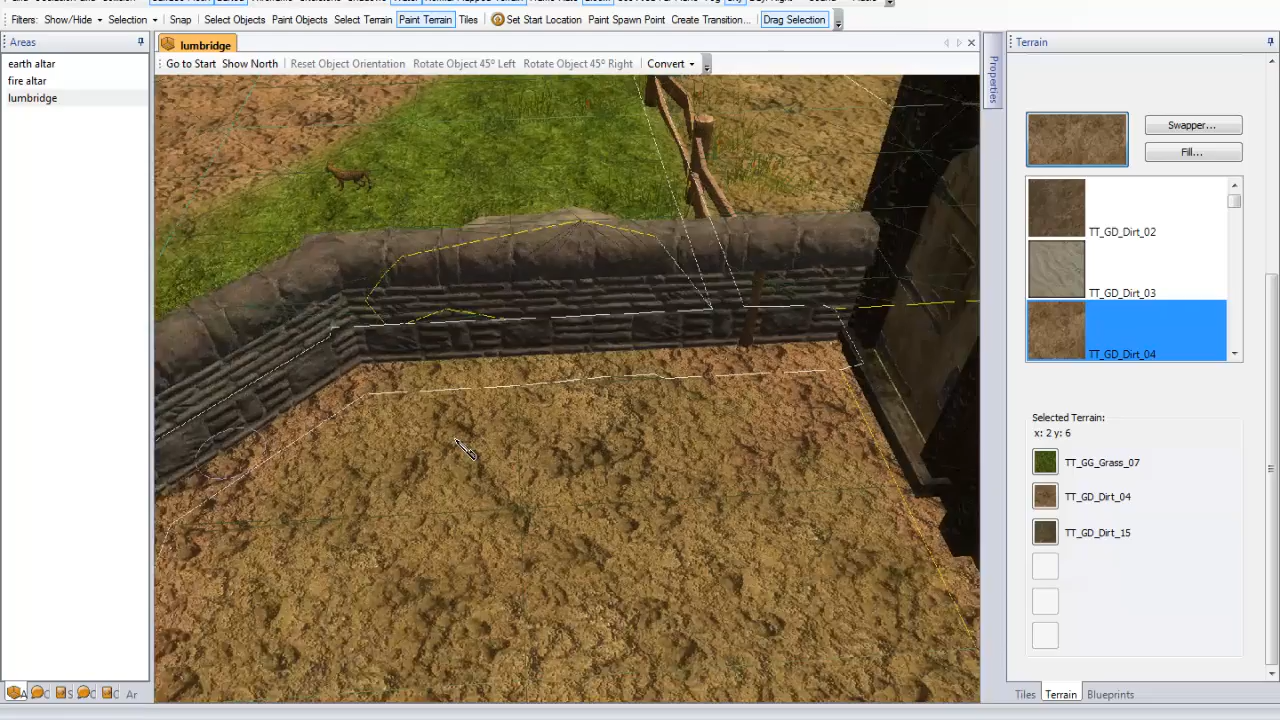 Filters: Show/Hide Selection Snap Select Objects Paint Objects Select Terrain Paint Terrain Tiles Set Start Location Paint Spawn Point Create Transition... Drag Selection
Areas
lumbridge
Terrain
earth altar
fire altar
lumbridge
Go to Start Show North Reset Object Orientation Rotate Object 45º Left Rotate Object 45º Right Convert
Properties
Swapper...
Fill...
TT_GD_Dirt_02
TT_GD_Dirt_03
TT_GD_Dirt_04
Selected Terrain:
x: 2 y: 6
TT_GG_Grass_07
TT_GD_Dirt_04
TT_GD_Dirt_15
A C S C C Ar
Tiles Terrain Blueprints